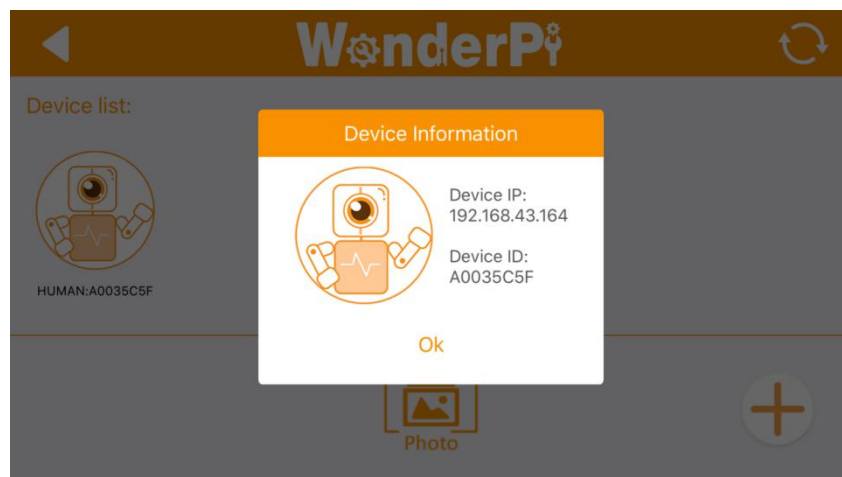 WonderPi
Device list:
Device Information
Device IP:
192.168.43.164
Device ID:
A0035C5F
HUMAN:A0035C5F
Ok
Photo